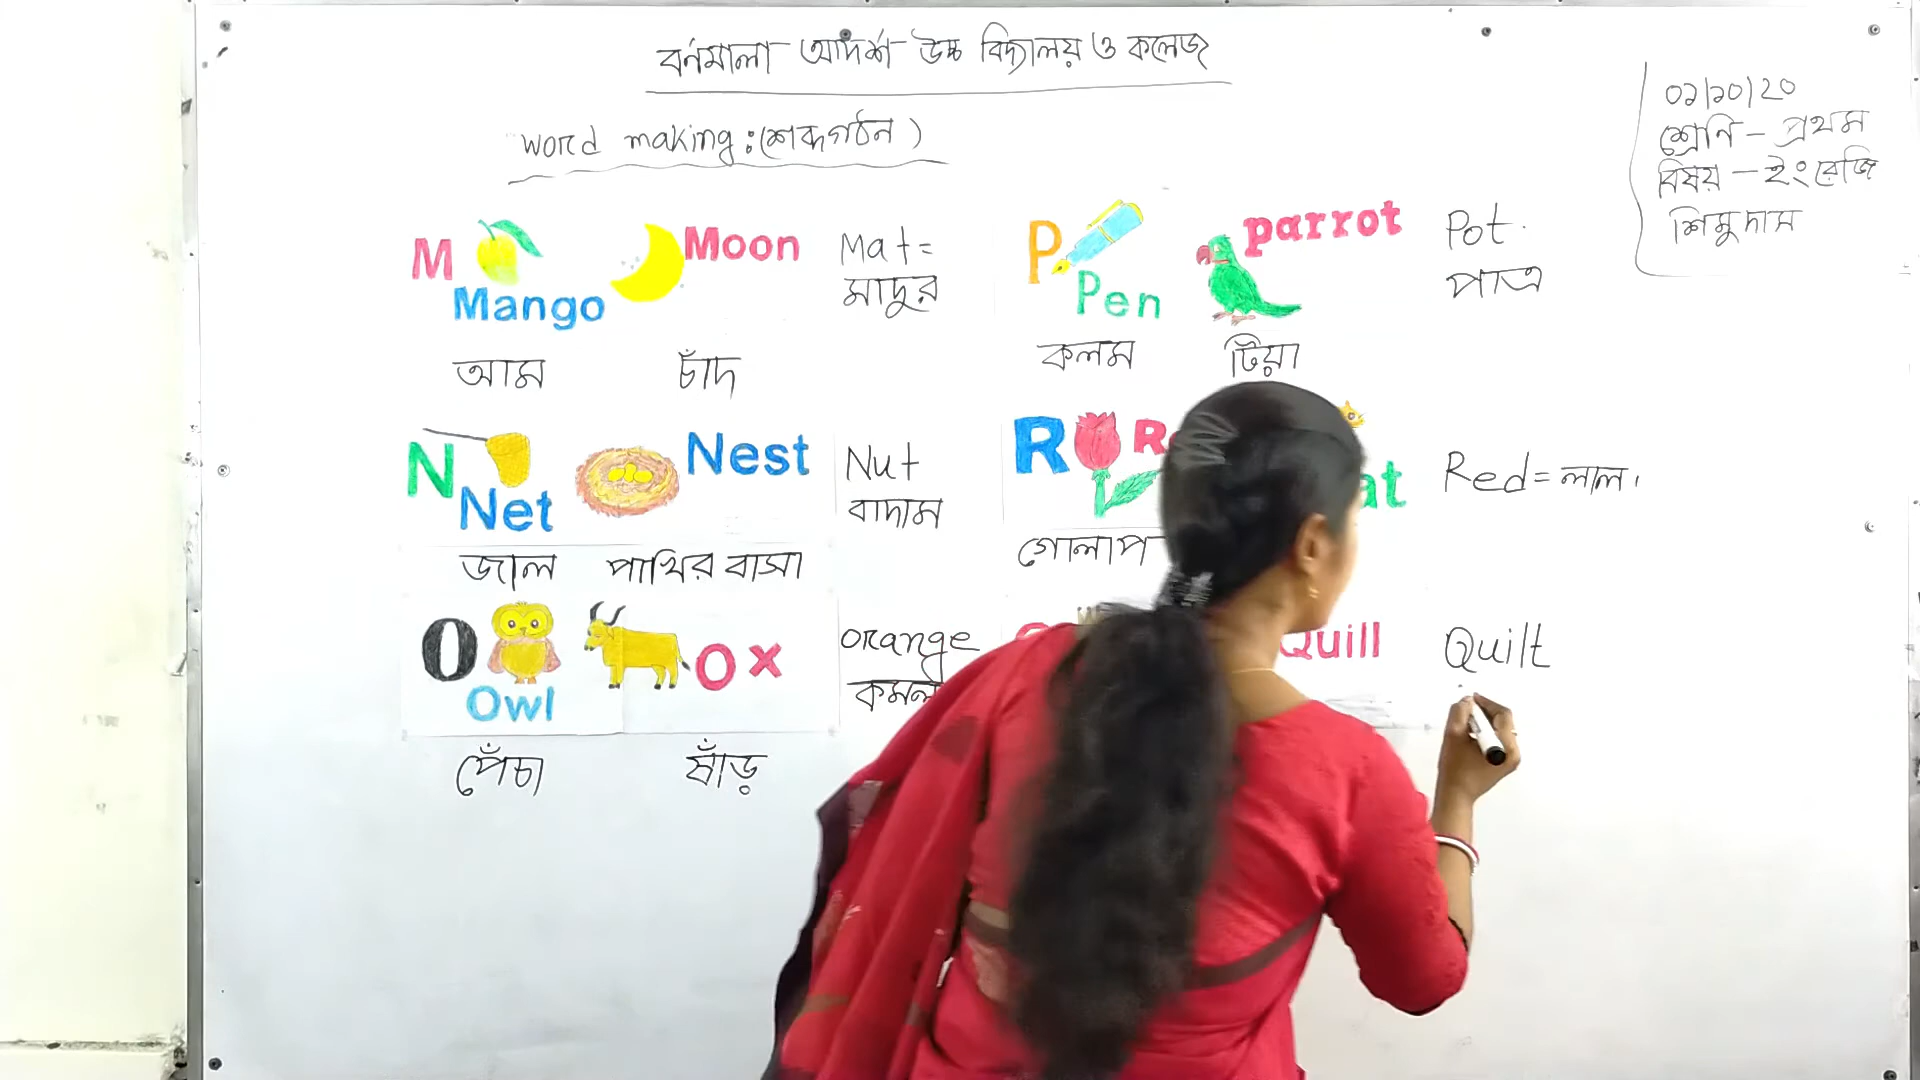 বর্নমালা আদর্শ উচ্চ বিদ্যালয় ও কলেজ
word making: (শব্দগঠন)
০১/১০/২০
শ্রেনি - প্রথম
বিষয় - ইংরেজি
শিমু দাস
M Mango
আম
Moon
চাঁদ
Mat =
মাদুর
P Pen
কলম
parrot
টিয়া
Pot
পাত্র
N Net
জাল
Nest
পাখির বাসা
Nut
বাদাম
R
গোলাপ
Red = লাল।
O Owl
পেঁচা
Ox
ষাঁড়
orange
Quill
Quilt